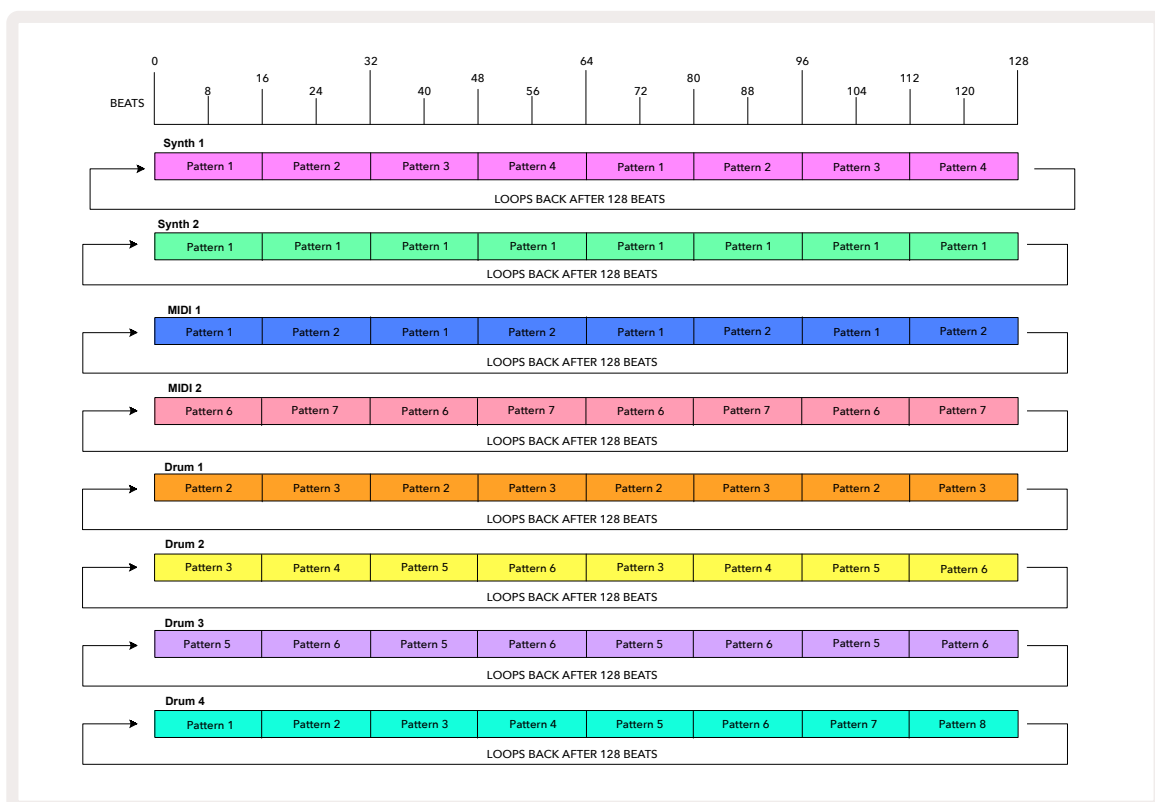 0 32 64 96 128
16 48 80 112
8 24 40 56 72 88 104 120
BEATS
Synth 1
Pattern 1 Pattern 2 Pattern 3 Pattern 4 Pattern 1 Pattern 2 Pattern 3 Pattern 4
LOOPS BACK AFTER 128 BEATS
Synth 2
Pattern 1 Pattern 1 Pattern 1 Pattern 1 Pattern 1 Pattern 1 Pattern 1 Pattern 1
LOOPS BACK AFTER 128 BEATS
MIDI 1
Pattern 1 Pattern 2 Pattern 1 Pattern 2 Pattern 1 Pattern 2 Pattern 1 Pattern 2
LOOPS BACK AFTER 128 BEATS
MIDI 2
Pattern 6 Pattern 7 Pattern 6 Pattern 7 Pattern 6 Pattern 7 Pattern 6 Pattern 7
LOOPS BACK AFTER 128 BEATS
Drum 1
Pattern 2 Pattern 3 Pattern 2 Pattern 3 Pattern 2 Pattern 3 Pattern 2 Pattern 3
LOOPS BACK AFTER 128 BEATS
Drum 2
Pattern 3 Pattern 4 Pattern 5 Pattern 6 Pattern 3 Pattern 4 Pattern 5 Pattern 6
LOOPS BACK AFTER 128 BEATS
Drum 3
Pattern 5 Pattern 6 Pattern 5 Pattern 6 Pattern 5 Pattern 6 Pattern 5 Pattern 6
LOOPS BACK AFTER 128 BEATS
Drum 4
Pattern 1 Pattern 2 Pattern 3 Pattern 4 Pattern 5 Pattern 6 Pattern 7 Pattern 8
LOOPS BACK AFTER 128 BEATS